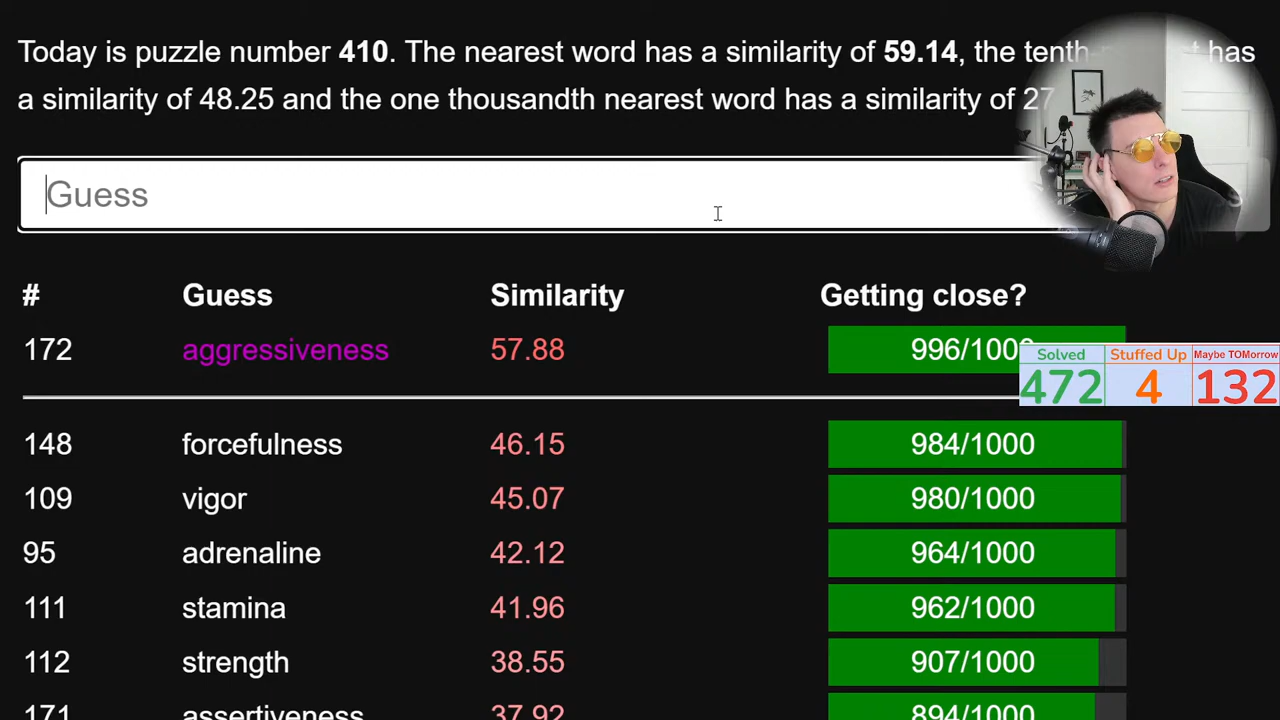 Today is puzzle number 410. The nearest word has a similarity of 59.14, the tenth has
a similarity of 48.25 and the one thousandth nearest word has a similarity of 27
Guess
# Guess Similarity Getting close?
172 aggressiveness 57.88 996/1000
Solved Stuffed Up Maybe TOMorrow
472 4 132
148 forcefulness 46.15 984/1000
109 vigor 45.07 980/1000
95 adrenaline 42.12 964/1000
111 stamina 41.96 962/1000
112 strength 38.55 907/1000
171 assertiveness 37.92 894/1000